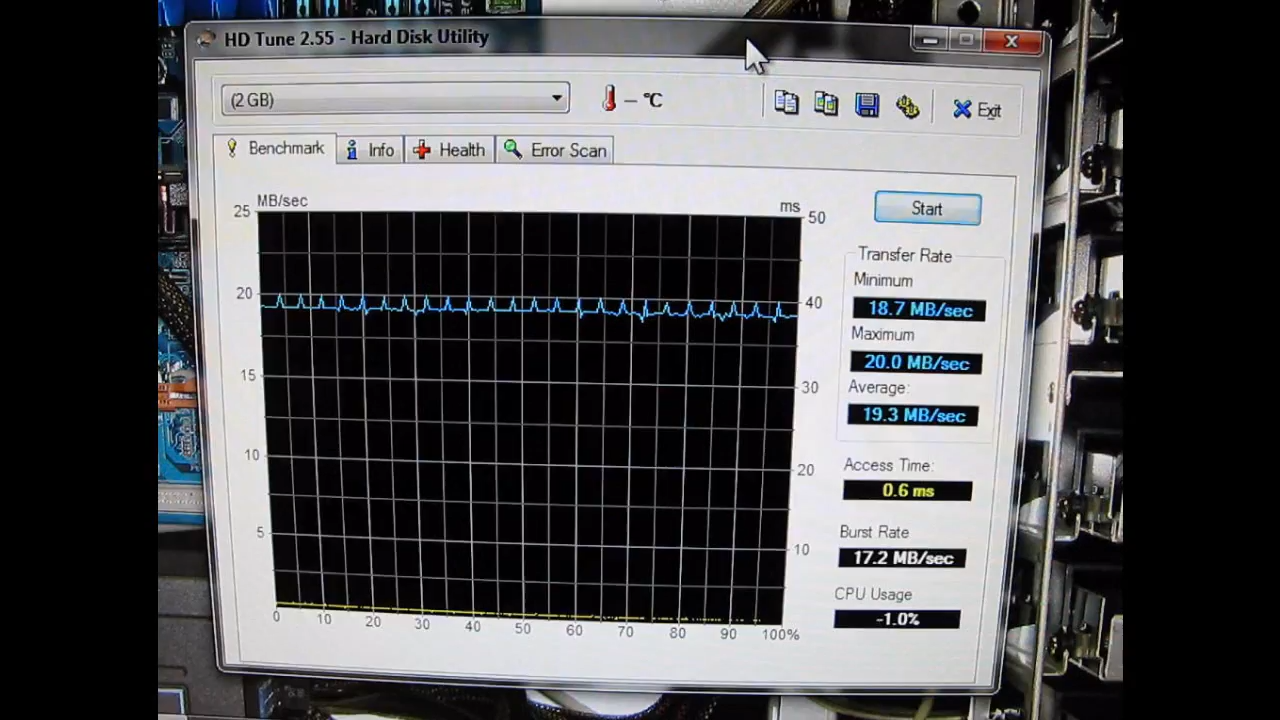 HD Tune 2.55 - Hard Disk Utility
(2 GB)
– °C
Exit
Benchmark
Info
Health
Error Scan
MB/sec
ms
25
20
15
10
5
50
40
30
20
10
0 10 20 30 40 50 60 70 80 90 100%
Start
Transfer Rate
Minimum
18.7 MB/sec
Maximum
20.0 MB/sec
Average:
19.3 MB/sec
Access Time:
0.6 ms
Burst Rate
17.2 MB/sec
CPU Usage
-1.0%